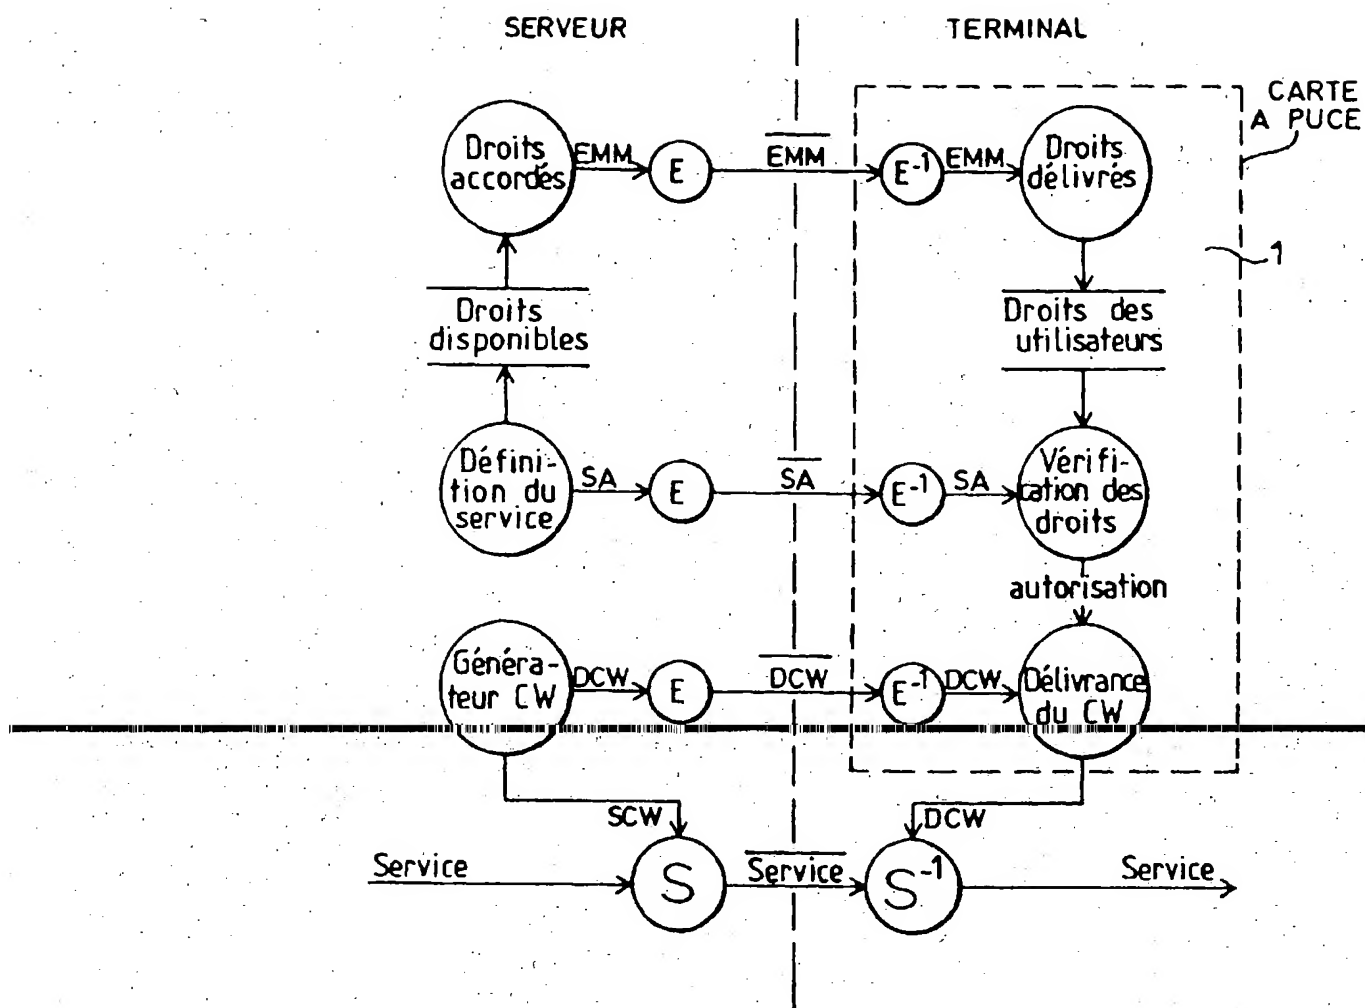 SERVEUR
TERMINAL
CARTE
A PUCE
Droits
accordés
EMM
E
EMM
E-1
EMM
Droits
délivrés
1
Droits
disponibles
Droits des
utilisateurs
Défini-
tion du
service
SA
E
SA
E-1
SA
Vérifi-
cation des
droits
autorisation
Généra-
teur CW
DCW
E
DCW
E-1
DCW
Délivrance
du CW
SCW
DCW
Service
S
Service
S-1
Service